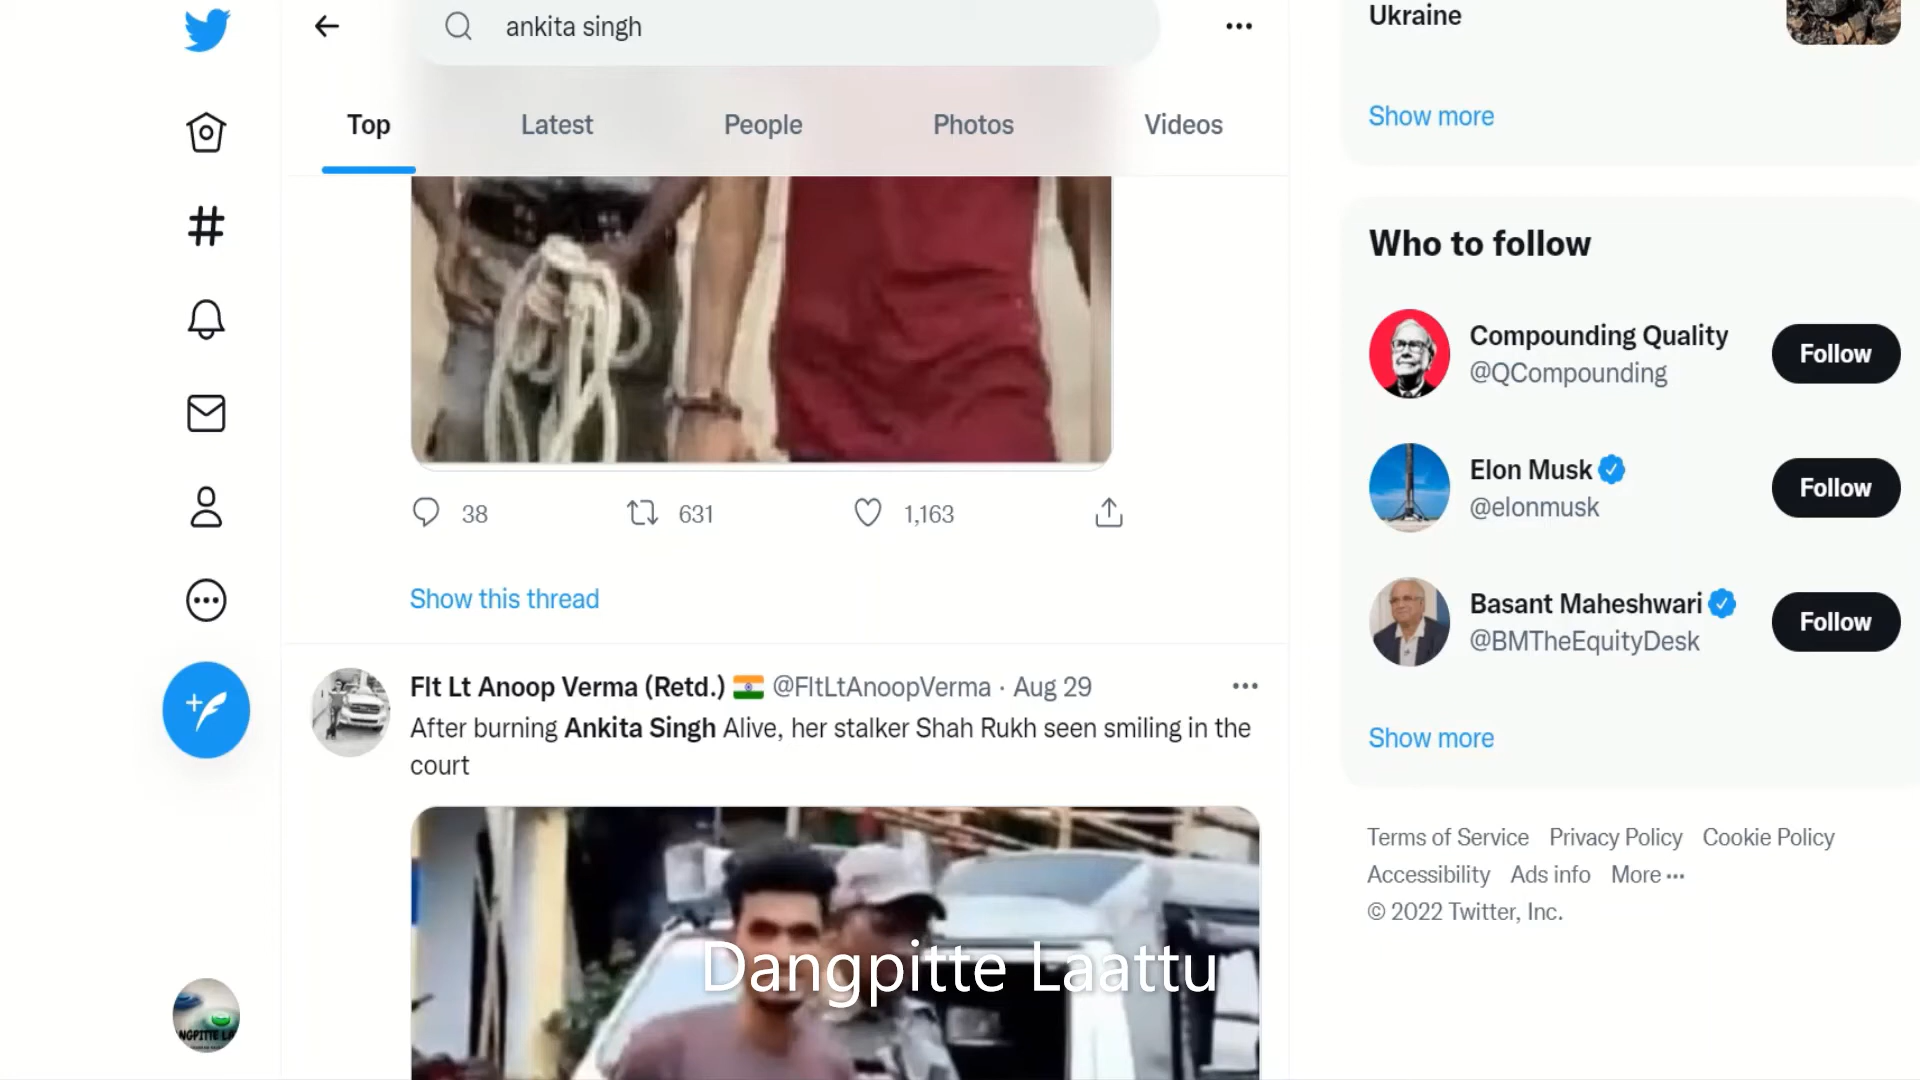 ankita singh
Top Latest People Photos Videos
38 631 1,163
Show this thread
Flt Lt Anoop Verma (Retd.) 🇮🇳 @FltLtAnoopVerma · Aug 29
After burning Ankita Singh Alive, her stalker Shah Rukh seen smiling in the
court
Dangpitte Laattu
Ukraine
Show more
Who to follow
Compounding Quality
@QCompounding
Follow
Elon Musk
@elonmusk
Follow
Basant Maheshwari
@BMTheEquityDesk
Follow
Show more
Terms of Service Privacy Policy Cookie Policy
Accessibility Ads info More ···
© 2022 Twitter, Inc.